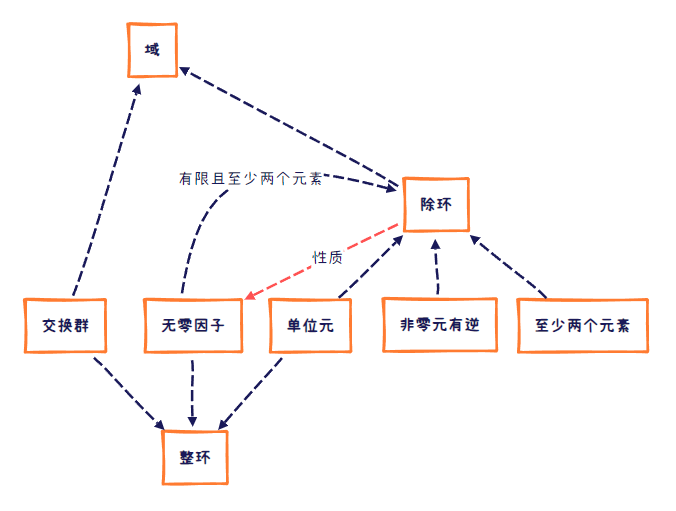 域
有限且至少两个元素
除环
性质
交换群
无零因子
单位元
非零元有逆
至少两个元素
整环